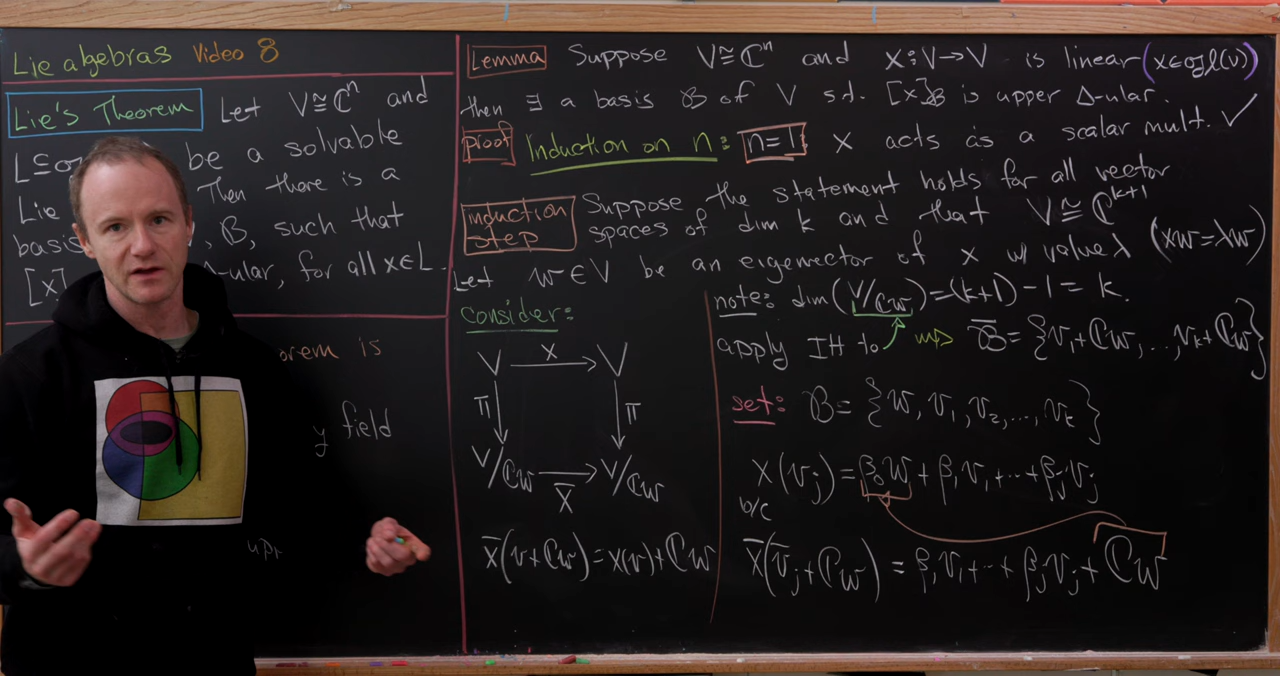 Lie algebras Video 8
Lie's Theorem Let V≅ℂⁿ and
be a solvable
Lie Then there is a
basis , ℬ, such that
[x] Δ-ular, for all x∈L.
is
field
Lemma Suppose V≅ℂⁿ and x:V→V is linear (x∈gl(V))
then ∃ a basis ℬ of V s.t. [x]ℬ is upper Δ-ular.
proof Induction on n: n=1: x acts as a scalar mult. ✓
induction step Suppose the statement holds for all vector
spaces of dim k and that V≅ℂᵏ⁺¹
Let w∈V be an eigenvector of x w/ value λ (xw=λw)
consider:
V x→ V
π ↓ ↓ π
V/ℂw x̄→ V/ℂw
x̄(v+ℂw)=x(v)+ℂw
note: dim(V/ℂw)=(k+1)-1=k.
apply IH to ⇝ ℬ̄={v₁+ℂw,...,vₖ+ℂw}
set: ℬ={w,v₁,v₂,...,vₖ}
x(vⱼ)=β₀w+β₁v₁+...+βⱼvⱼ
b/c
x̄(v̄ⱼ+ℂw)=β₁v₁+...+βⱼvⱼ+ℂw